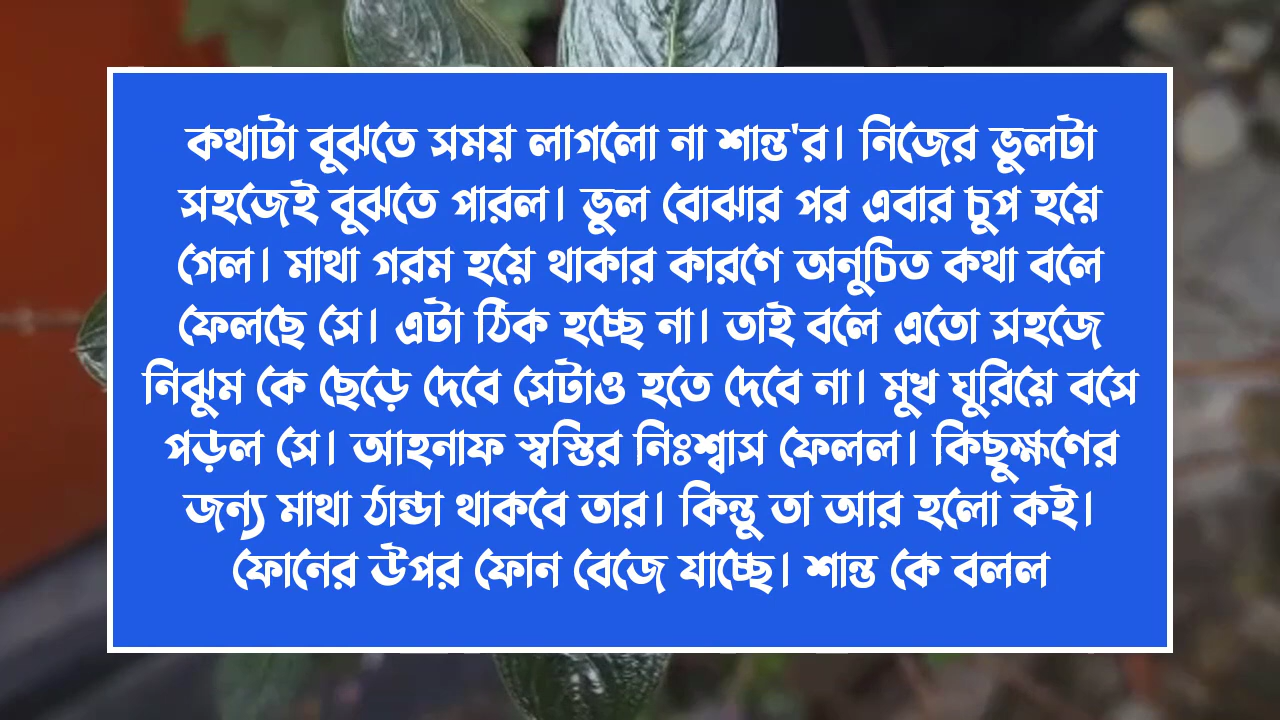 কথাটা বুঝতে সময় লাগলো না শান্ত'র। নিজের ভুলটা
সহজেই বুঝতে পারল। ভুল বোঝার পর এবার চুপ হয়ে
গেল। মাথা গরম হয়ে থাকার কারণে অনুচিত কথা বলে
ফেলছে সে। এটা ঠিক হচ্ছে না। তাই বলে এতো সহজে
নিঝুম কে ছেড়ে দেবে সেটাও হতে দেবে না। মুখ ঘুরিয়ে বসে
পড়ল সে। আহনাফ স্বস্তির নিঃশ্বাস ফেলল। কিছুক্ষণের
জন্য মাথা ঠান্ডা থাকবে তার। কিন্তু তা আর হলো কই।
ফোনের উপর ফোন বেজে যাচ্ছে। শান্ত কে বলল